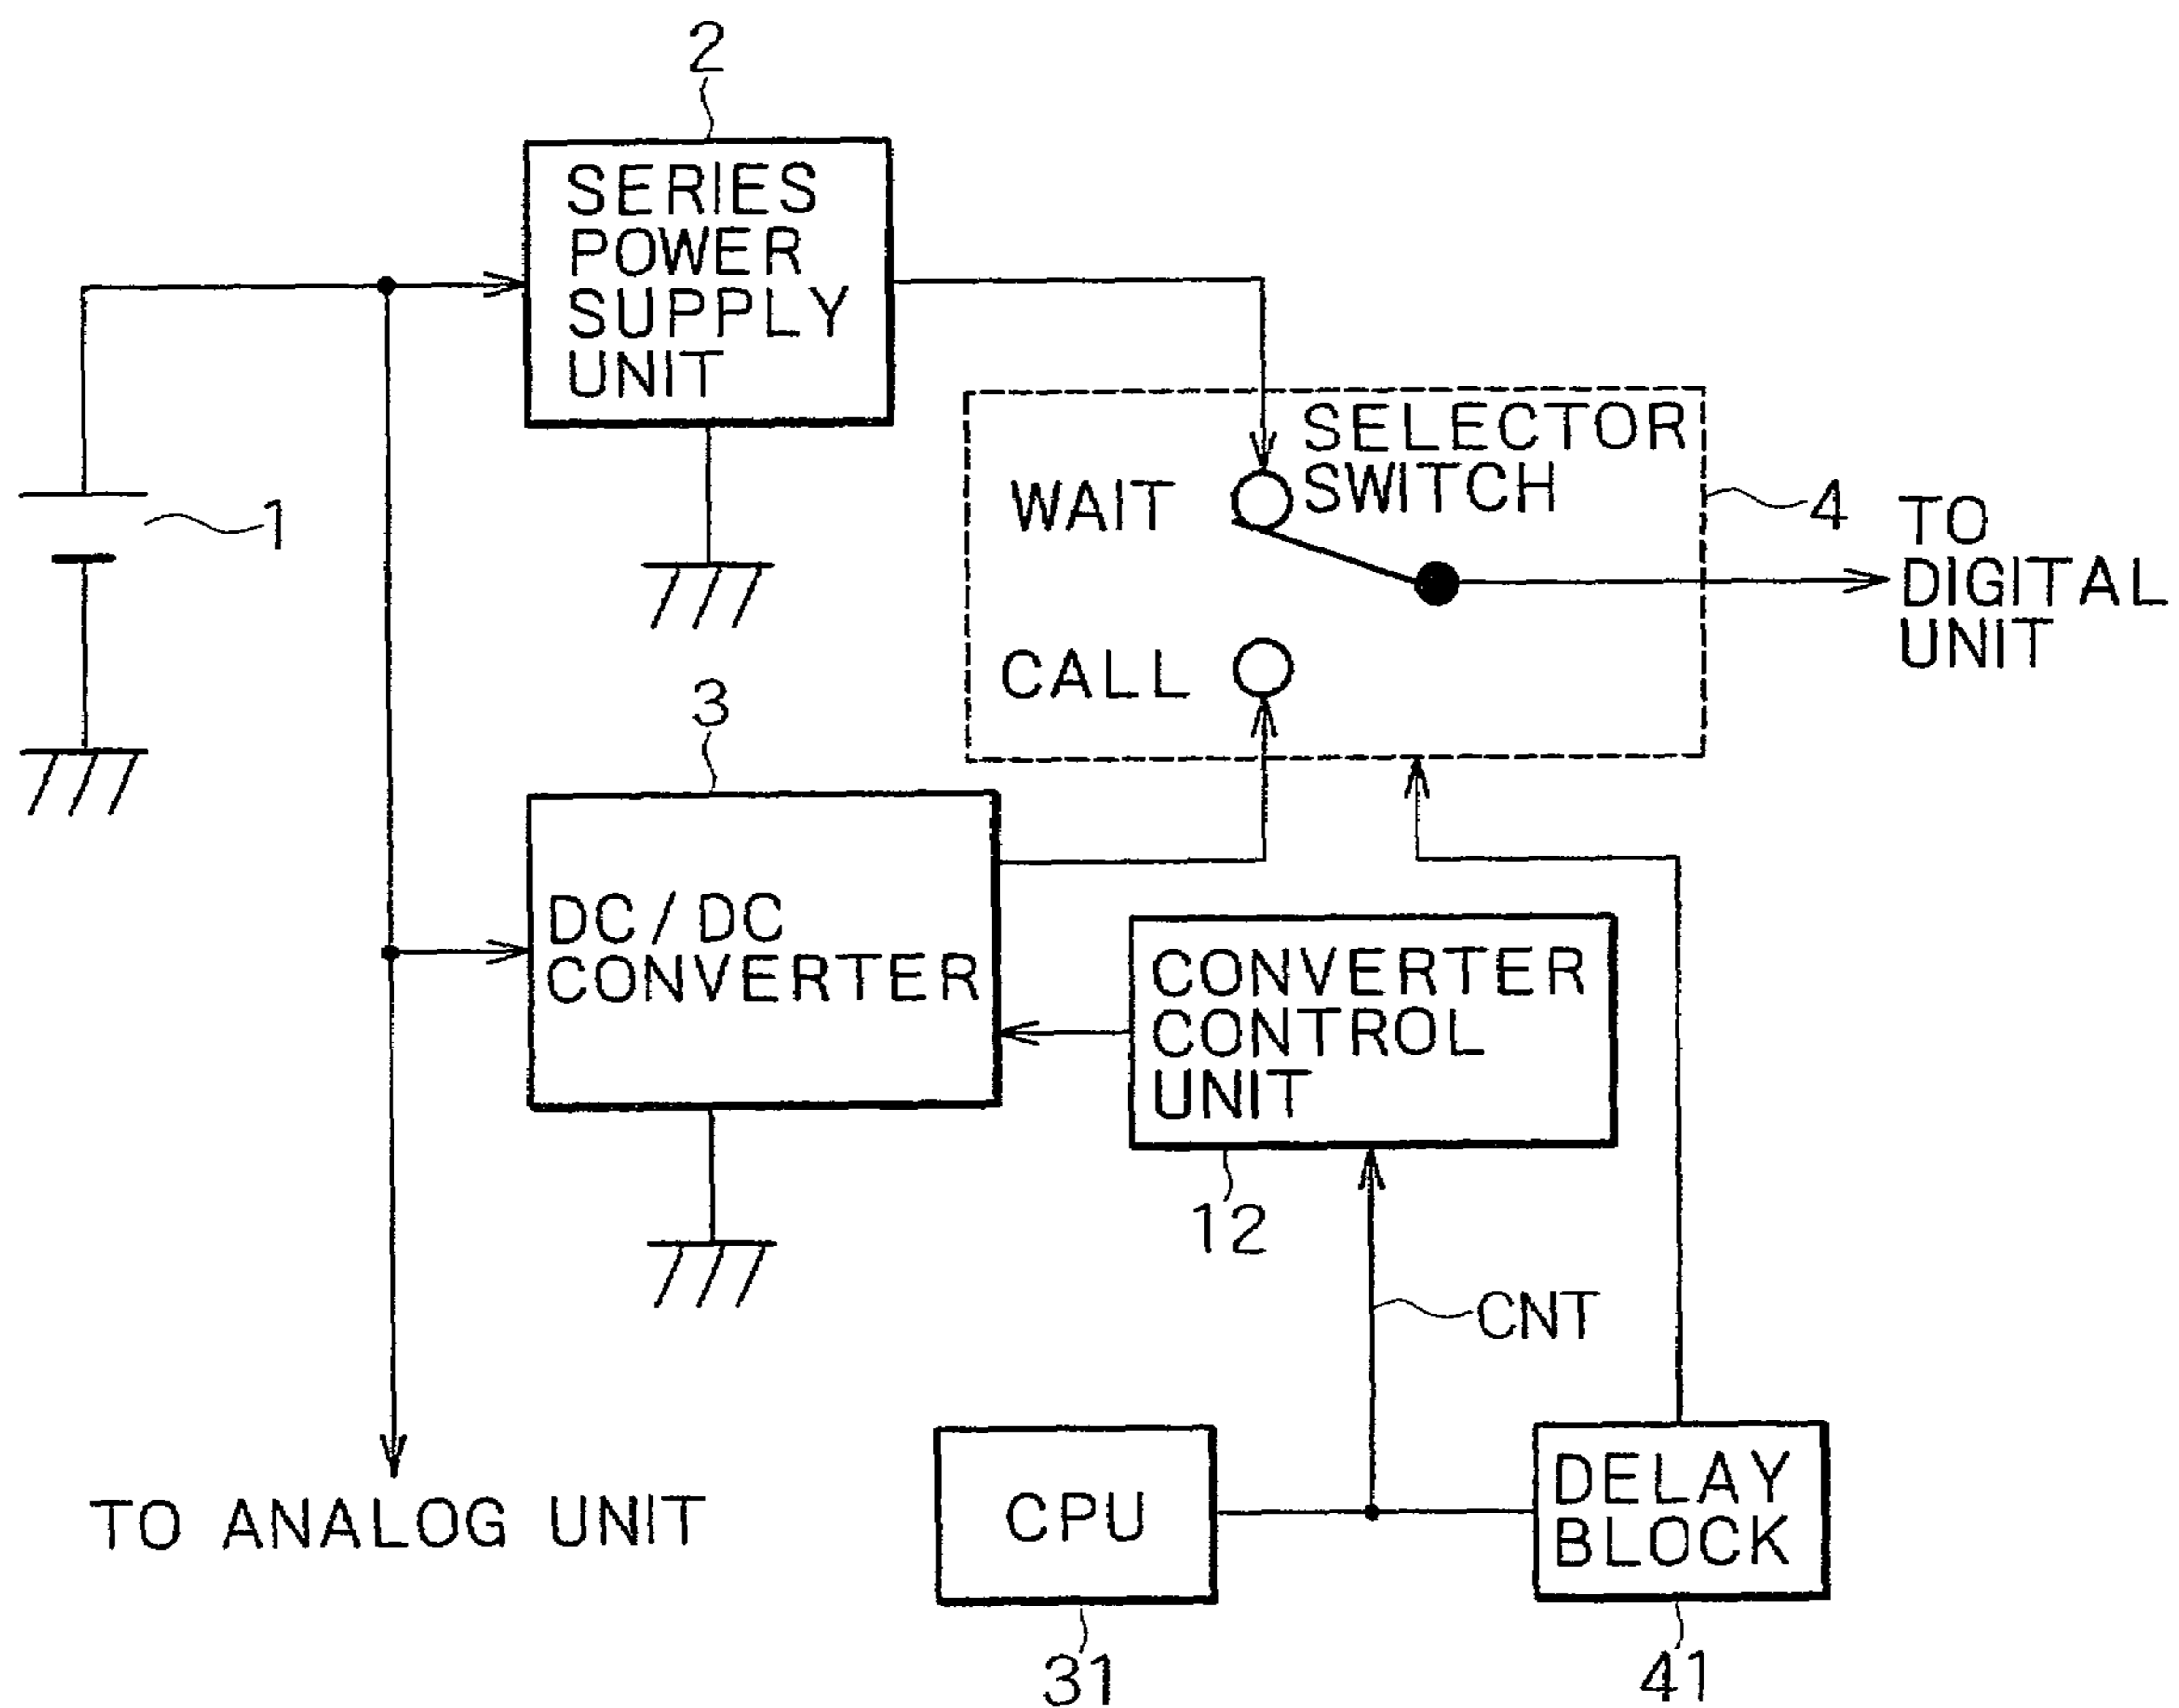 2
SERIES
POWER
SUPPLY
UNIT
SELECTOR
SWITCH
WAIT
1
4
TO
DIGITAL
UNIT
CALL
3
DC/DC
CONVERTER
CONVERTER
CONTROL
UNIT
12
CNT
TO ANALOG UNIT
CPU
DELAY
BLOCK
31
41